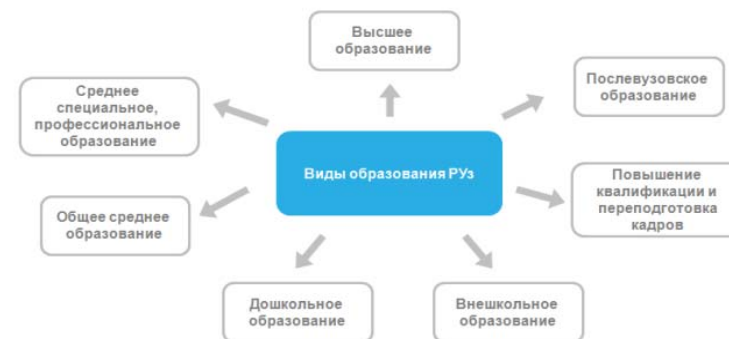 Высшее
образование
Среднее
специальное,
профессиональное
образование
Послевузовское
образование
Виды образования РУз
Повышение
квалификации и
переподготовка
кадров
Общее среднее
образование
Дошкольное
образование
Внешкольное
образование